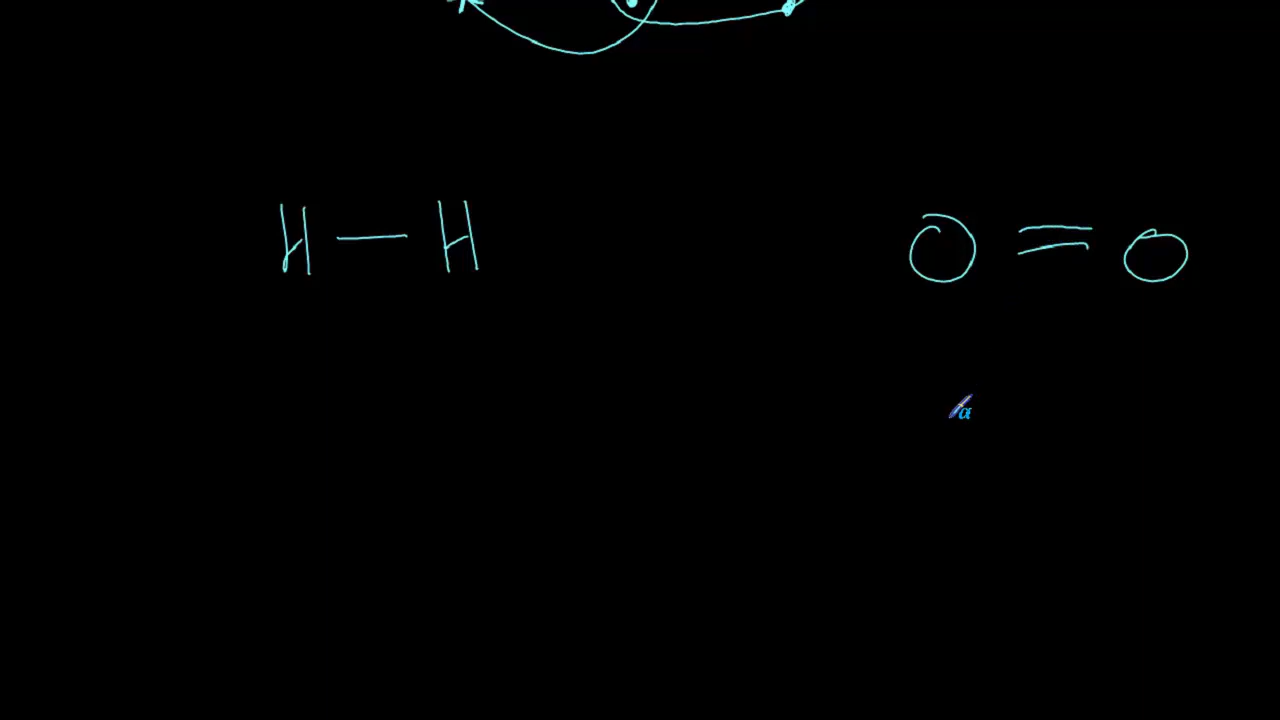 H — H O = O